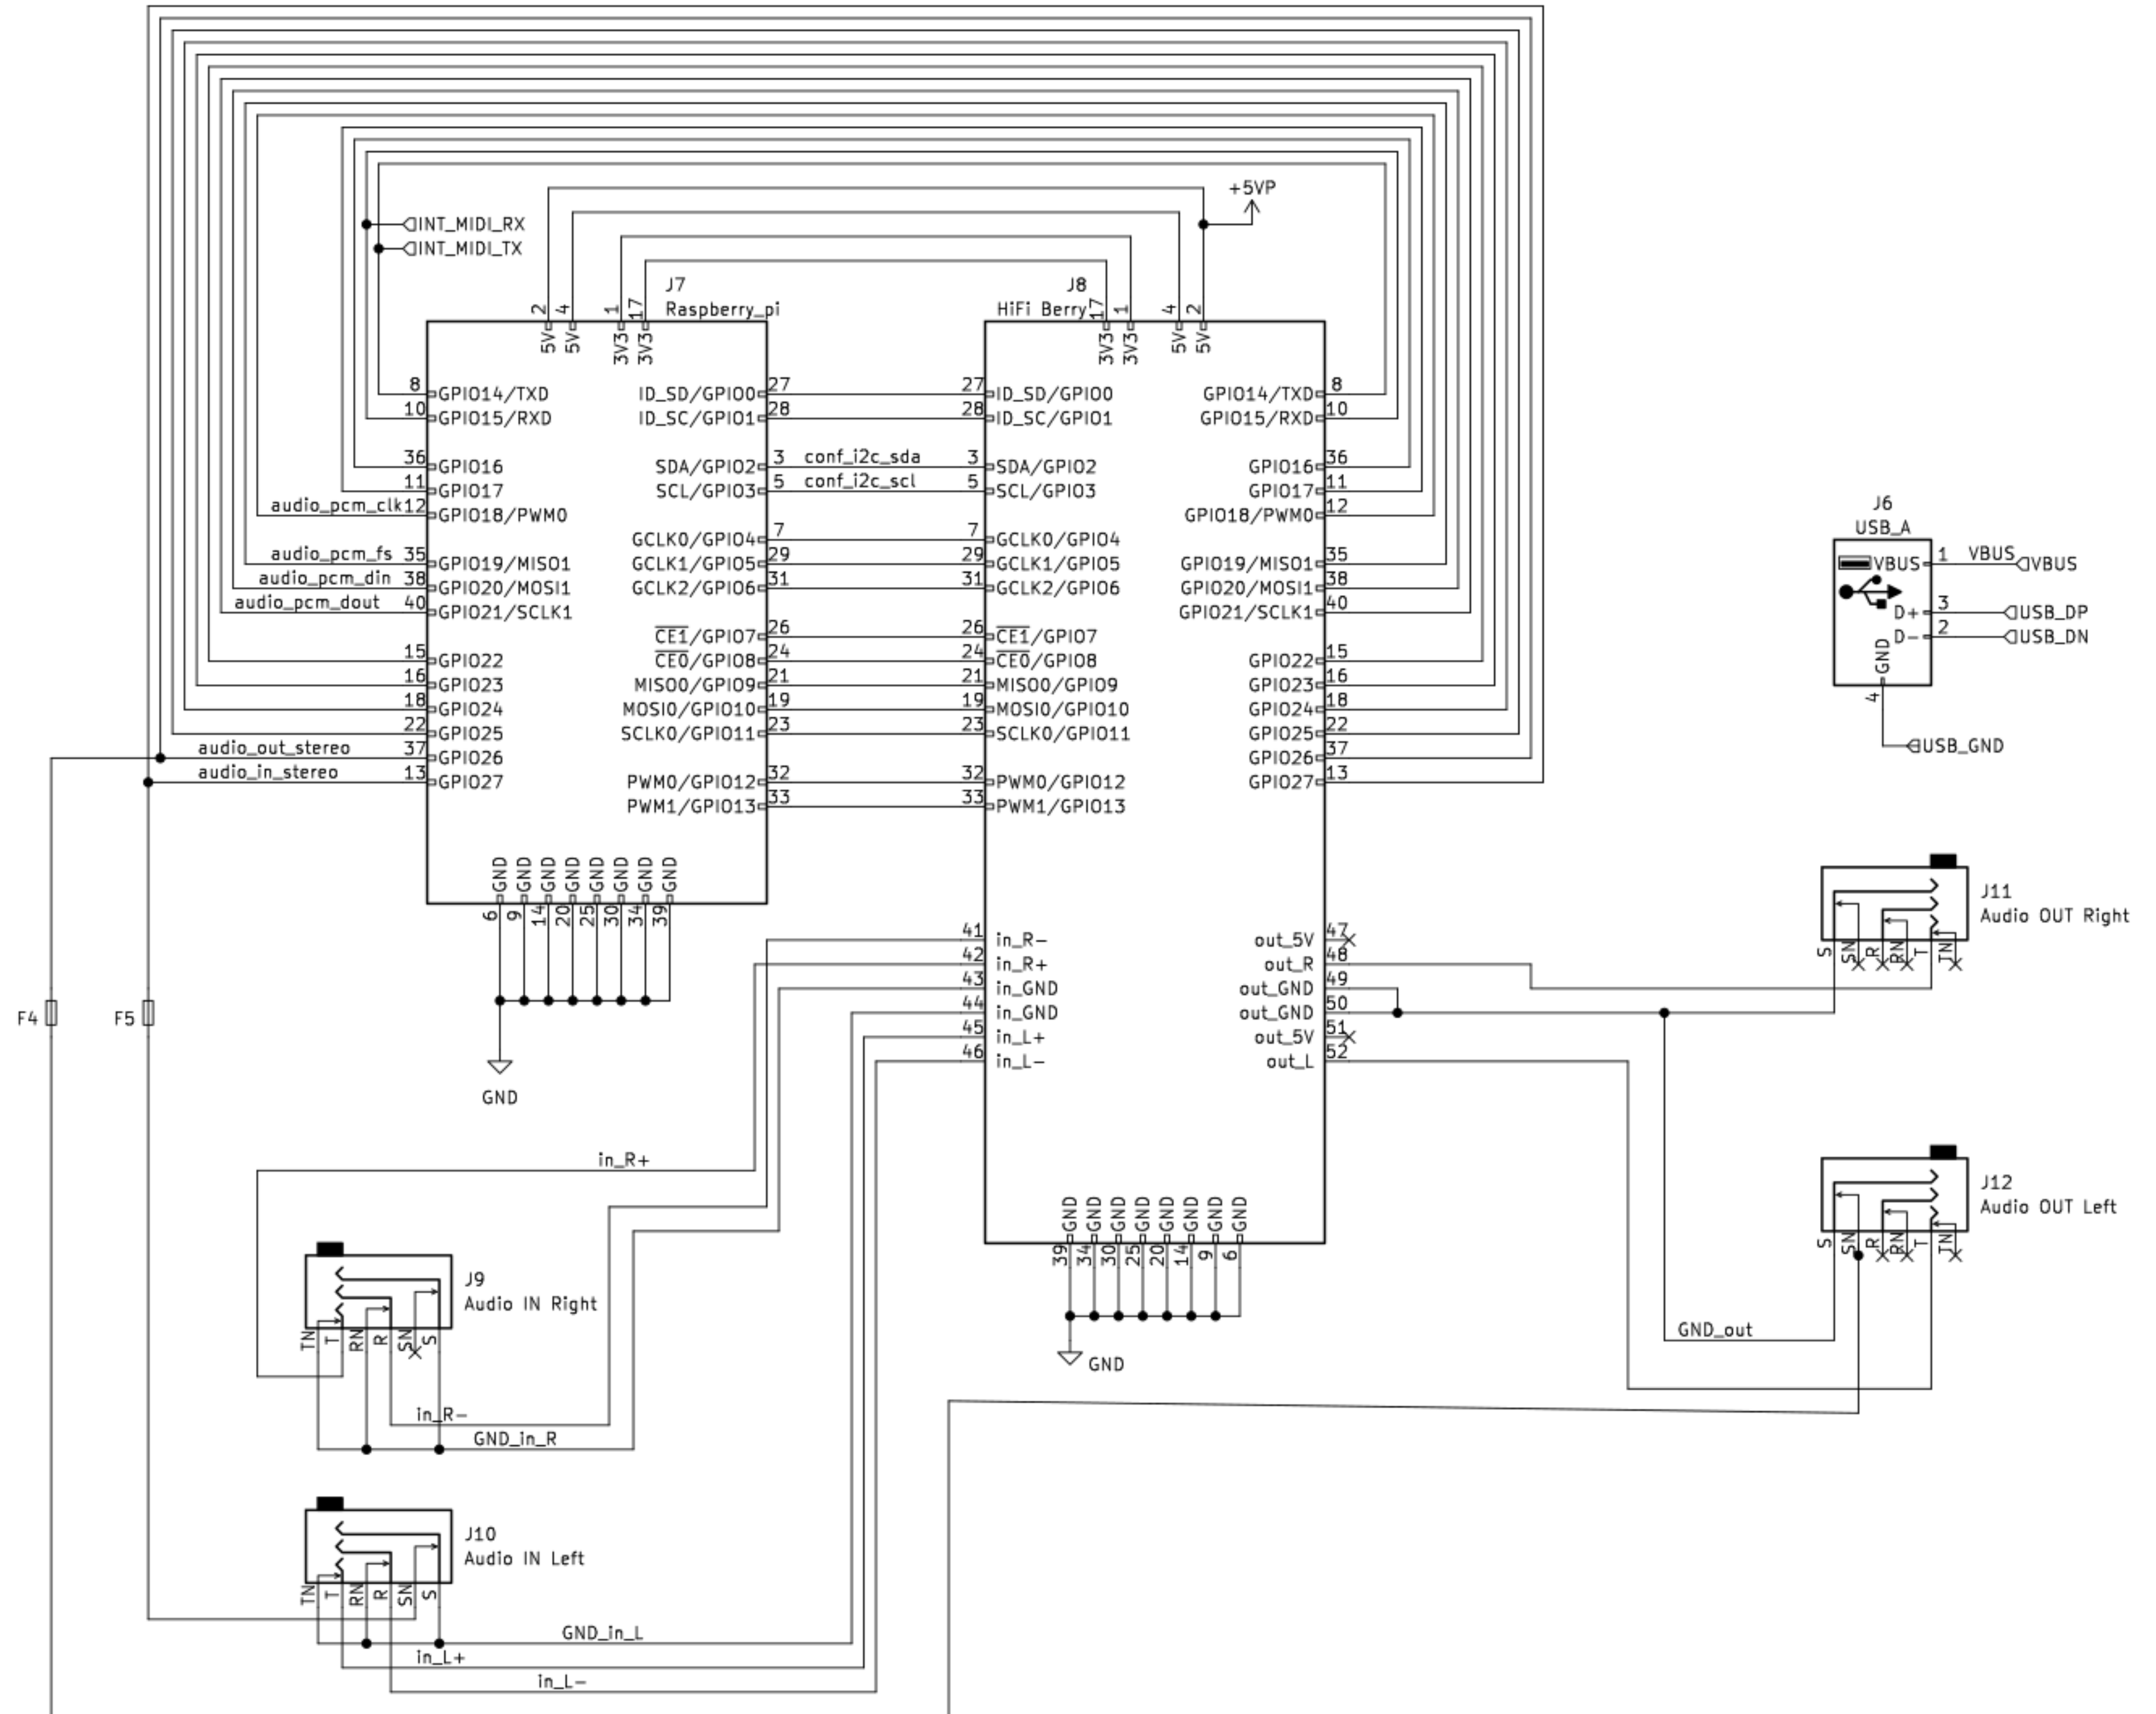 +5VP
INT_MIDI_RX
INT_MIDI_TX
J7
Raspberry_pi
J8
HiFi Berry
2 4 1 17
17 1 4 2
5V 5V 3V3 3V3
3V3 3V3 5V 5V
8 GPIO14/TXD ID_SD/GPIO0 27
27 ID_SD/GPIO0 GPIO14/TXD 8
10 GPIO15/RXD ID_SC/GPIO1 28
28 ID_SC/GPIO1 GPIO15/RXD 10
36 GPIO16 SDA/GPIO2 3 conf_i2c_sda
3 SDA/GPIO2 GPIO16 36
11 GPIO17 SCL/GPIO3 5 conf_i2c_scl
5 SCL/GPIO3 GPIO17 11
audio_pcm_clk 12 GPIO18/PWM0
GPIO18/PWM0 12
GCLK0/GPIO4 7
7 GCLK0/GPIO4
audio_pcm_fs 35 GPIO19/MISO1 GCLK1/GPIO5 29
29 GCLK1/GPIO5 GPIO19/MISO1 35
audio_pcm_din 38 GPIO20/MOSI1 GCLK2/GPIO6 31
31 GCLK2/GPIO6 GPIO20/MOSI1 38
audio_pcm_dout 40 GPIO21/SCLK1
GPIO21/SCLK1 40
CE1/GPIO7 26
26 CE1/GPIO7
15 GPIO22 CE0/GPIO8 24
24 CE0/GPIO8 GPIO22 15
16 GPIO23 MISO0/GPIO9 21
21 MISO0/GPIO9 GPIO23 16
18 GPIO24 MOSI0/GPIO10 19
19 MOSI0/GPIO10 GPIO24 18
22 GPIO25 SCLK0/GPIO11 23
23 SCLK0/GPIO11 GPIO25 22
audio_out_stereo 37 GPIO26
GPIO26 37
audio_in_stereo 13 GPIO27 PWM0/GPIO12 32
32 PWM0/GPIO12 GPIO27 13
PWM1/GPIO13 33
33 PWM1/GPIO13
GND GND GND GND GND GND GND GND
6 9 14 20 25 30 34 39
GND
J6
USB_A
VBUS 1 VBUS VBUS
D+ 3 USB_DP
D- 2 USB_DN
GND
4
USB_GND
J11
Audio OUT Right
S SN R RN T TN
41 in_R- out_5V 47
42 in_R+ out_R 48
43 in_GND out_GND 49
44 in_GND out_GND 50
45 in_L+ out_5V 51
46 in_L- out_L 52
F4
F5
in_R+
J12
Audio OUT Left
S SN R RN T TN
GND GND GND GND GND GND GND GND
39 34 30 25 20 14 9 6
GND
GND_out
J9
Audio IN Right
TN T RN R SN S
in_R-
GND_in_R
J10
Audio IN Left
TN T RN R SN S
GND_in_L
in_L+
in_L-